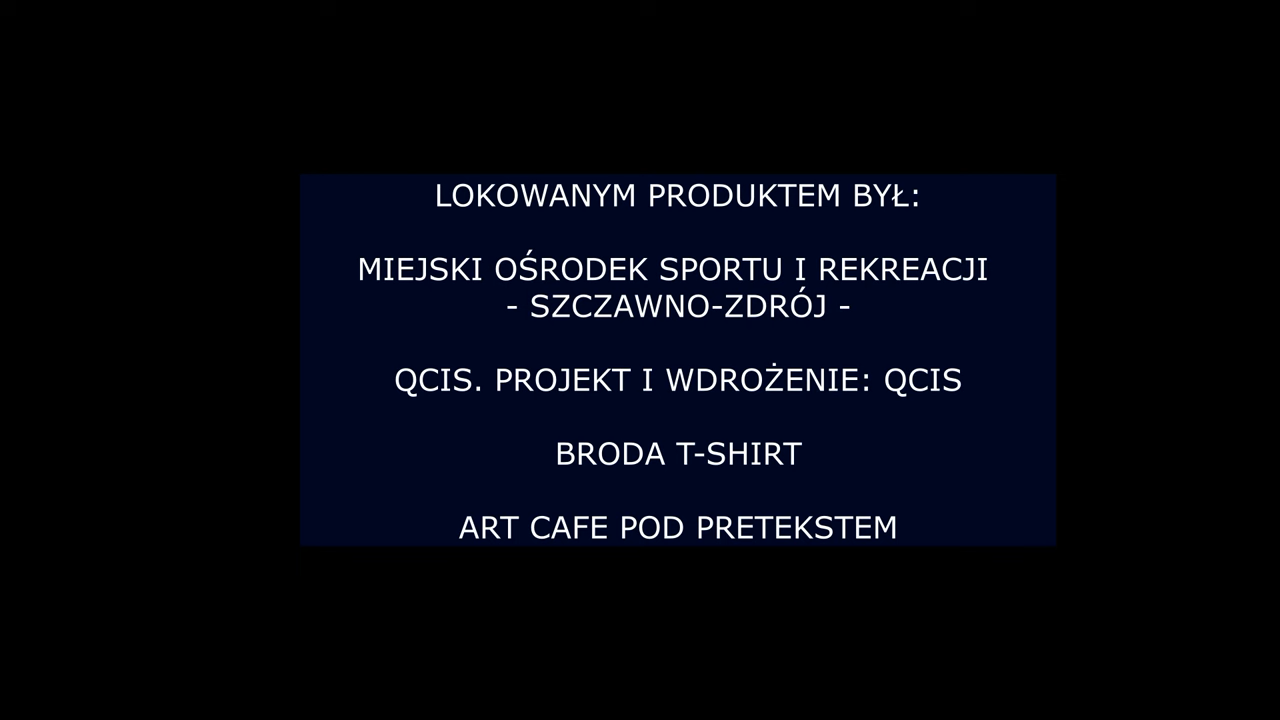 LOKOWANYM PRODUKTEM BYŁ:
MIEJSKI OŚRODEK SPORTU I REKREACJI
- SZCZAWNO-ZDRÓJ -
QCIS. PROJEKT I WDROŻENIE: QCIS
BRODA T-SHIRT
ART CAFE POD PRETEKSTEM